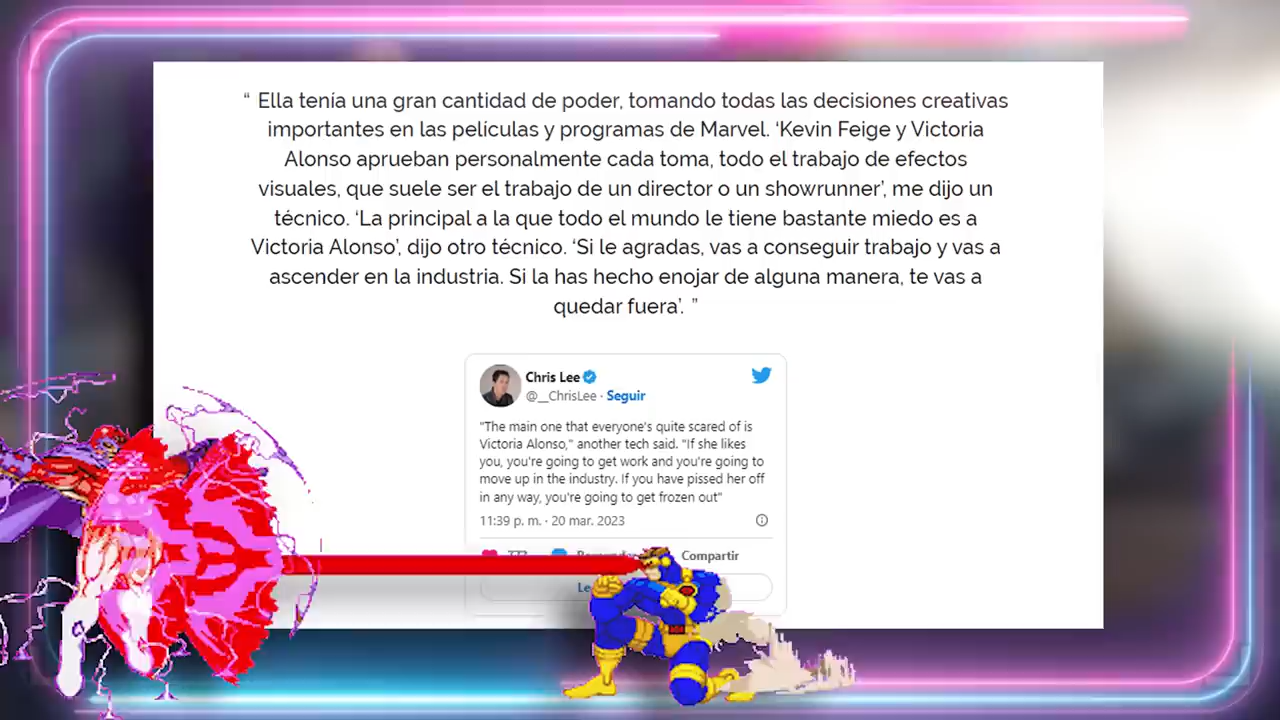 “ Ella tenía una gran cantidad de poder, tomando todas las decisiones creativas
importantes en las películas y programas de Marvel. ‘Kevin Feige y Victoria
Alonso aprueban personalmente cada toma, todo el trabajo de efectos
visuales, que suele ser el trabajo de un director o un showrunner’, me dijo un
técnico. ‘La principal a la que todo el mundo le tiene bastante miedo es a
Victoria Alonso’, dijo otro técnico. ‘Si le agradas, vas a conseguir trabajo y vas a
ascender en la industria. Si la has hecho enojar de alguna manera, te vas a
quedar fuera’. ”
Chris Lee
@__ChrisLee · Seguir
"The main one that everyone's quite scared of is
Victoria Alonso," another tech said. "If she likes
you, you're going to get work and you're going to
move up in the industry. If you have pissed her off
in any way, you're going to get frozen out"
11:39 p. m. · 20 mar. 2023
Compartir